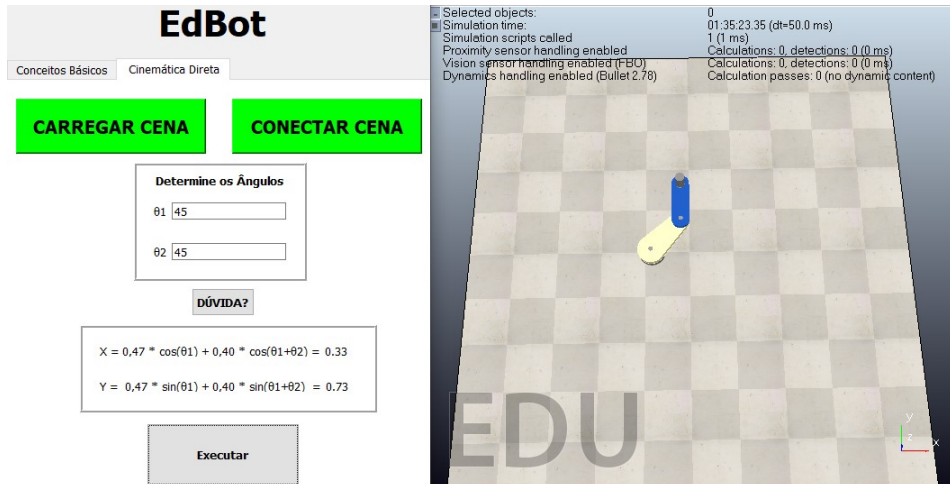 EdBot
Conceitos Básicos
Cinemática Direta
CARREGAR CENA
CONECTAR CENA
Determine os Ângulos
θ1 45
θ2 45
DÚVIDA?
X = 0,47 * cos(θ1) + 0,40 * cos(θ1+θ2) = 0.33
Y = 0,47 * sin(θ1) + 0,40 * sin(θ1+θ2) = 0.73
Executar
Selected objects: 0
Simulation time: 01:35:23.35 (dt=50.0 ms)
Simulation scripts called 1 (1 ms)
Proximity sensor handling enabled Calculations: 0, detections: 0 (0 ms)
Vision sensor handling enabled (FBO) Calculations: 0, detections: 0 (0 ms)
Dynamics handling enabled (Bullet 2.78) Calculation passes: 0 (no dynamic content)
EDU
y
z
x